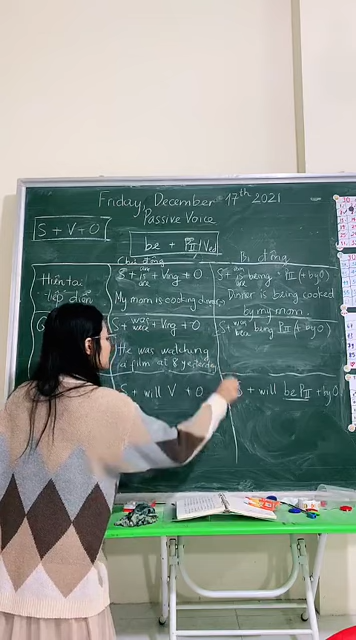 Friday, December 17th 2021
Passive Voice
S + V + O
be + PII / Ved
Chủ động
Bị động
Hiện tại tiếp diễn
S + am is are + Ving + O
S + am is are being + PII (+ by O)
My mom is cooking dinner
Dinner is being cooked by my mom.
S + was were + Ving + O
S + was were being PII (+ by O)
He was watching a film at 8 yesterday
S + will V + O
S + will be PII + by O